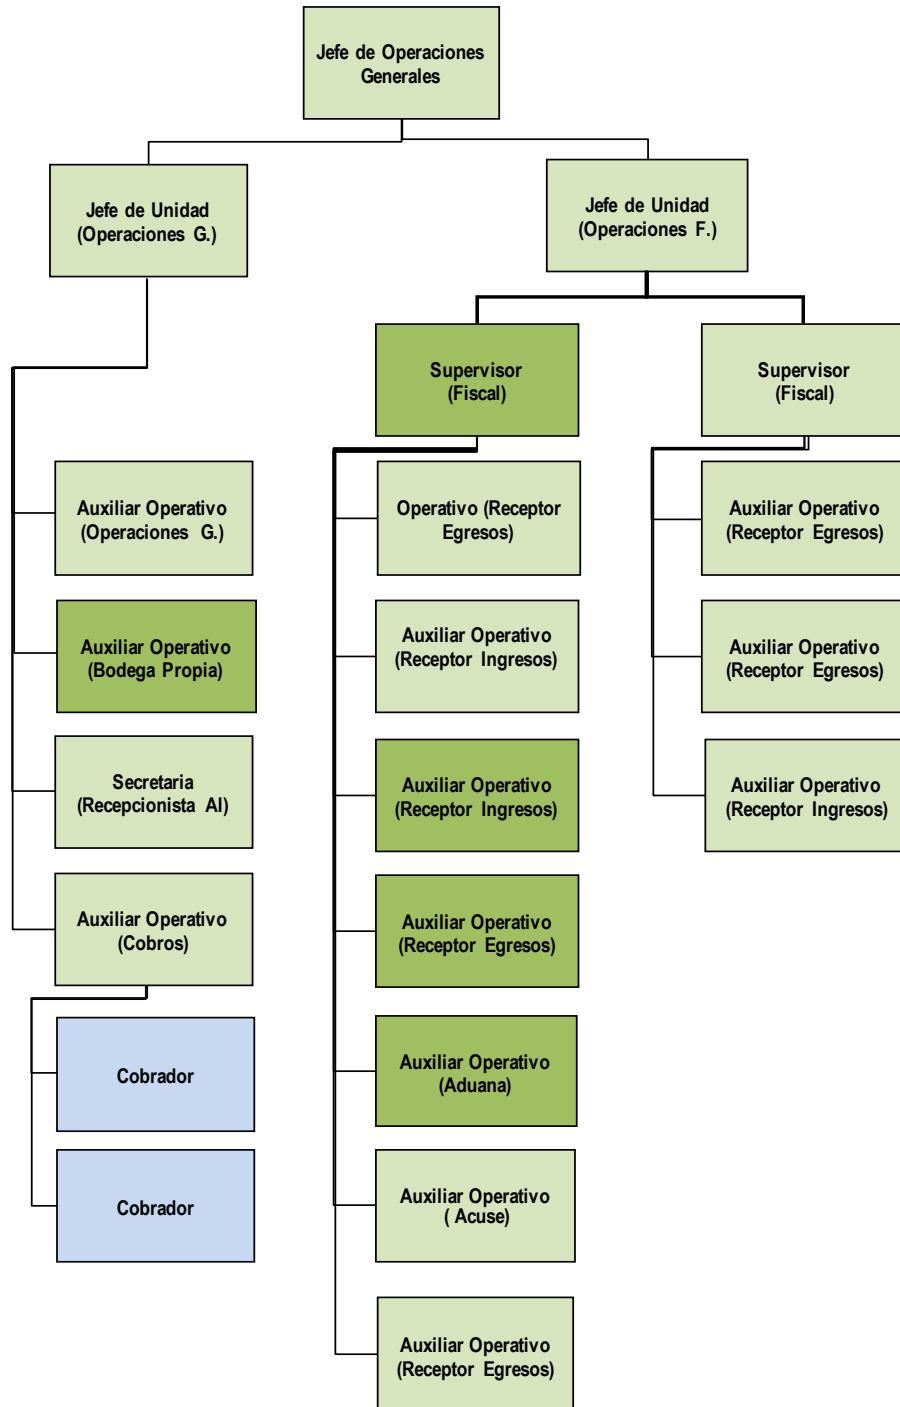 Jefe de Operaciones
Generales
Jefe de Unidad
(Operaciones G.)
Jefe de Unidad
(Operaciones F.)
Supervisor
(Fiscal)
Supervisor
(Fiscal)
Auxiliar Operativo
(Operaciones G.)
Auxiliar Operativo
(Bodega Propia)
Secretaria
(Recepcionista AI)
Auxiliar Operativo
(Cobros)
Cobrador
Cobrador
Operativo (Receptor
Egresos)
Auxiliar Operativo
(Receptor Ingresos)
Auxiliar Operativo
(Receptor Ingresos)
Auxiliar Operativo
(Receptor Egresos)
Auxiliar Operativo
(Aduana)
Auxiliar Operativo
( Acuse)
Auxiliar Operativo
(Receptor Egresos)
Auxiliar Operativo
(Receptor Egresos)
Auxiliar Operativo
(Receptor Egresos)
Auxiliar Operativo
(Receptor Ingresos)